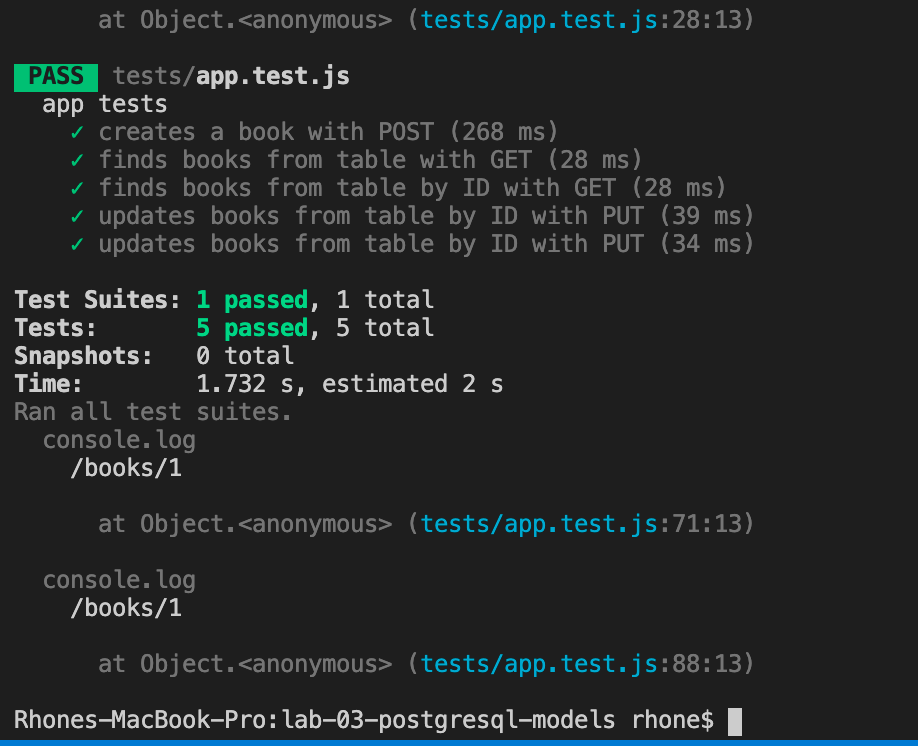 at Object.<anonymous> (tests/app.test.js:28:13)
PASS tests/app.test.js
app tests
✓ creates a book with POST (268 ms)
✓ finds books from table with GET (28 ms)
✓ finds books from table by ID with GET (28 ms)
✓ updates books from table by ID with PUT (39 ms)
✓ updates books from table by ID with PUT (34 ms)
Test Suites: 1 passed, 1 total
Tests: 5 passed, 5 total
Snapshots: 0 total
Time: 1.732 s, estimated 2 s
Ran all test suites.
console.log
/books/1
at Object.<anonymous> (tests/app.test.js:71:13)
console.log
/books/1
at Object.<anonymous> (tests/app.test.js:88:13)
Rhones-MacBook-Pro:lab-03-postgresql-models rhone$